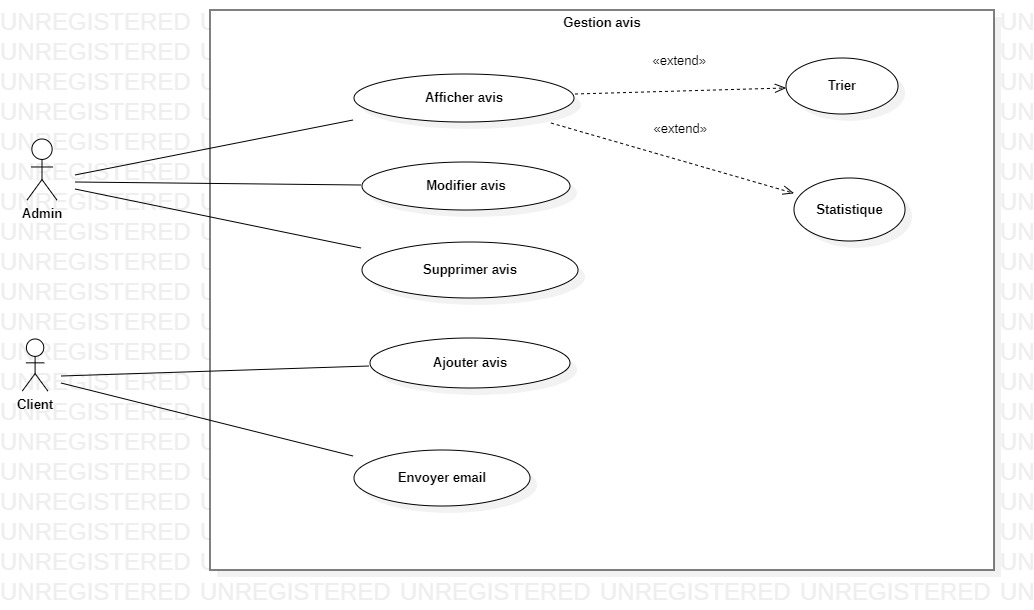 Gestion avis
«extend»
Afficher avis
Trier
«extend»
Modifier avis
Admin
Statistique
Supprimer avis
Ajouter avis
Client
Envoyer email
UNREGISTERED UNREGISTERED UNREGISTERED UNREGISTERED UNREGISTERED UN